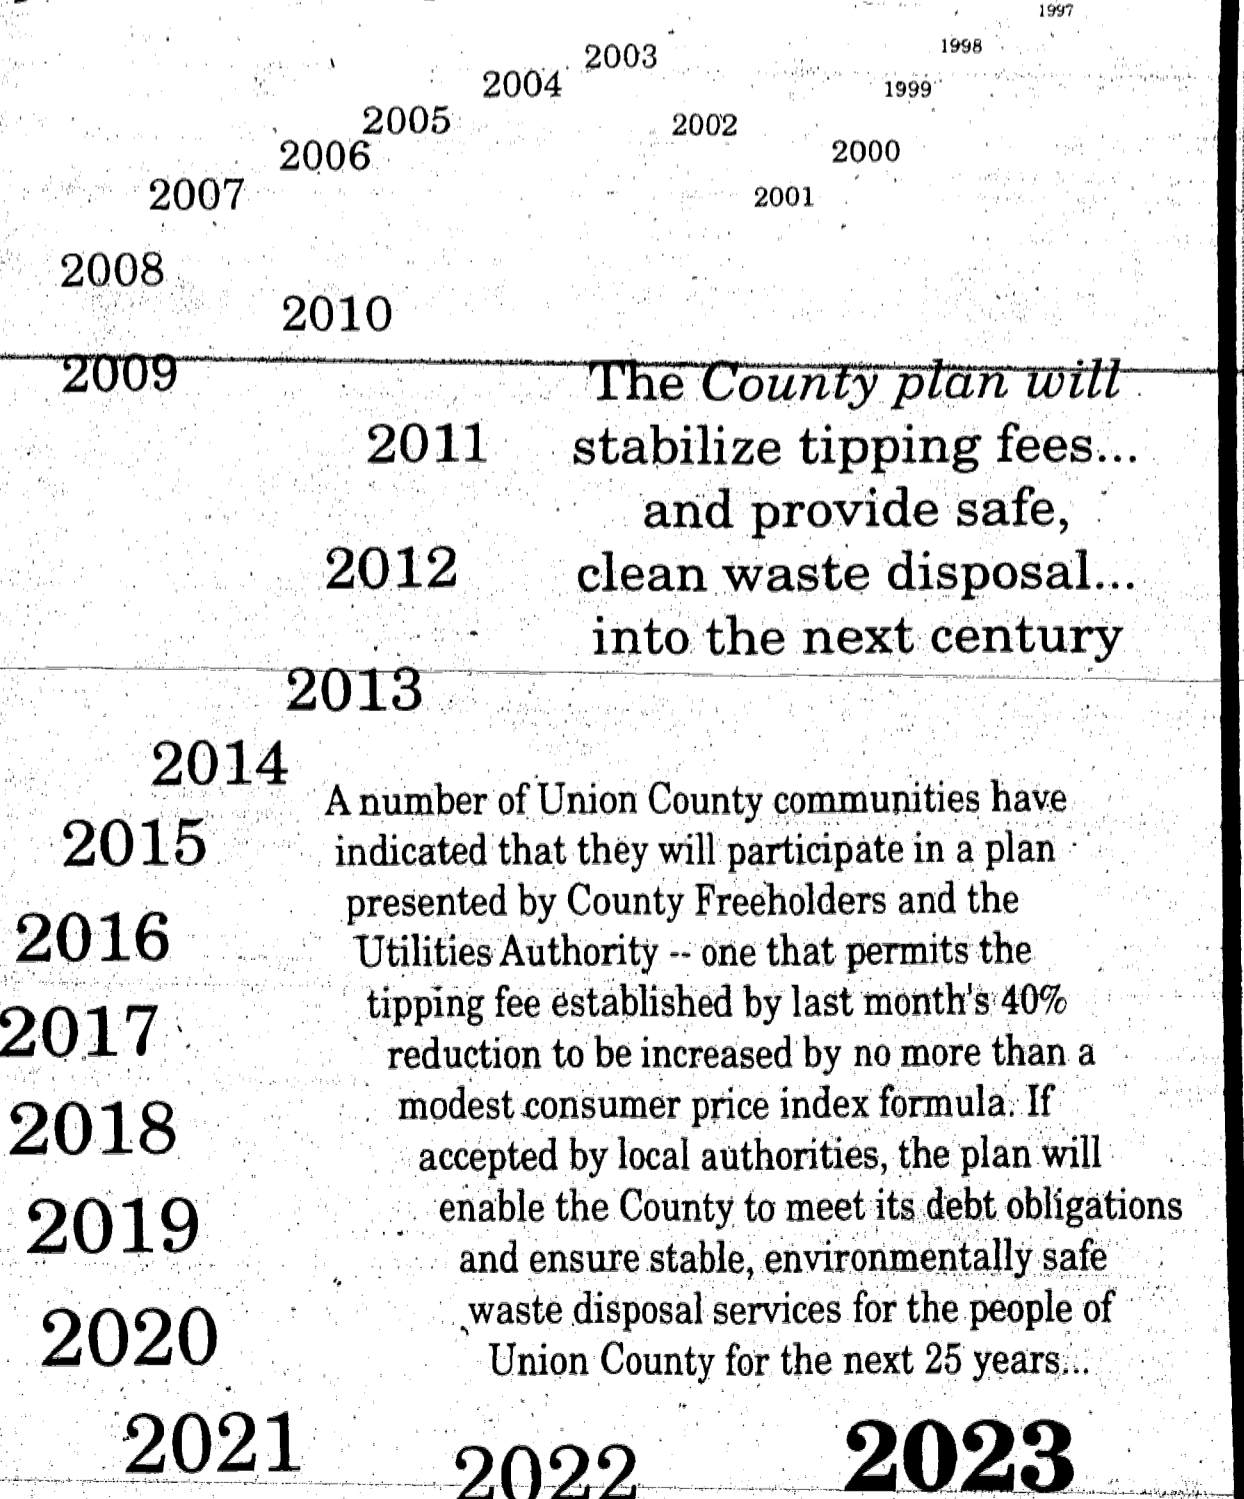 1997
1998
1999
2000
2001
2002
2003
2004
2005
2006
2007
2008
2009
2010
2011
2012
2013
2014
2015
2016
2017
2018
2019
2020
2021
2022
2023
The County plan will
stabilize tipping fees...
and provide safe,
clean waste disposal...
into the next century
A number of Union County communities have
indicated that they will participate in a plan
presented by County Freeholders and the
Utilities Authority -- one that permits the
tipping fee established by last month's 40%
reduction to be increased by no more than a
modest consumer price index formula. If
accepted by local authorities, the plan will
enable the County to meet its debt obligations
and ensure stable, environmentally safe
waste disposal services for the people of
Union County for the next 25 years...